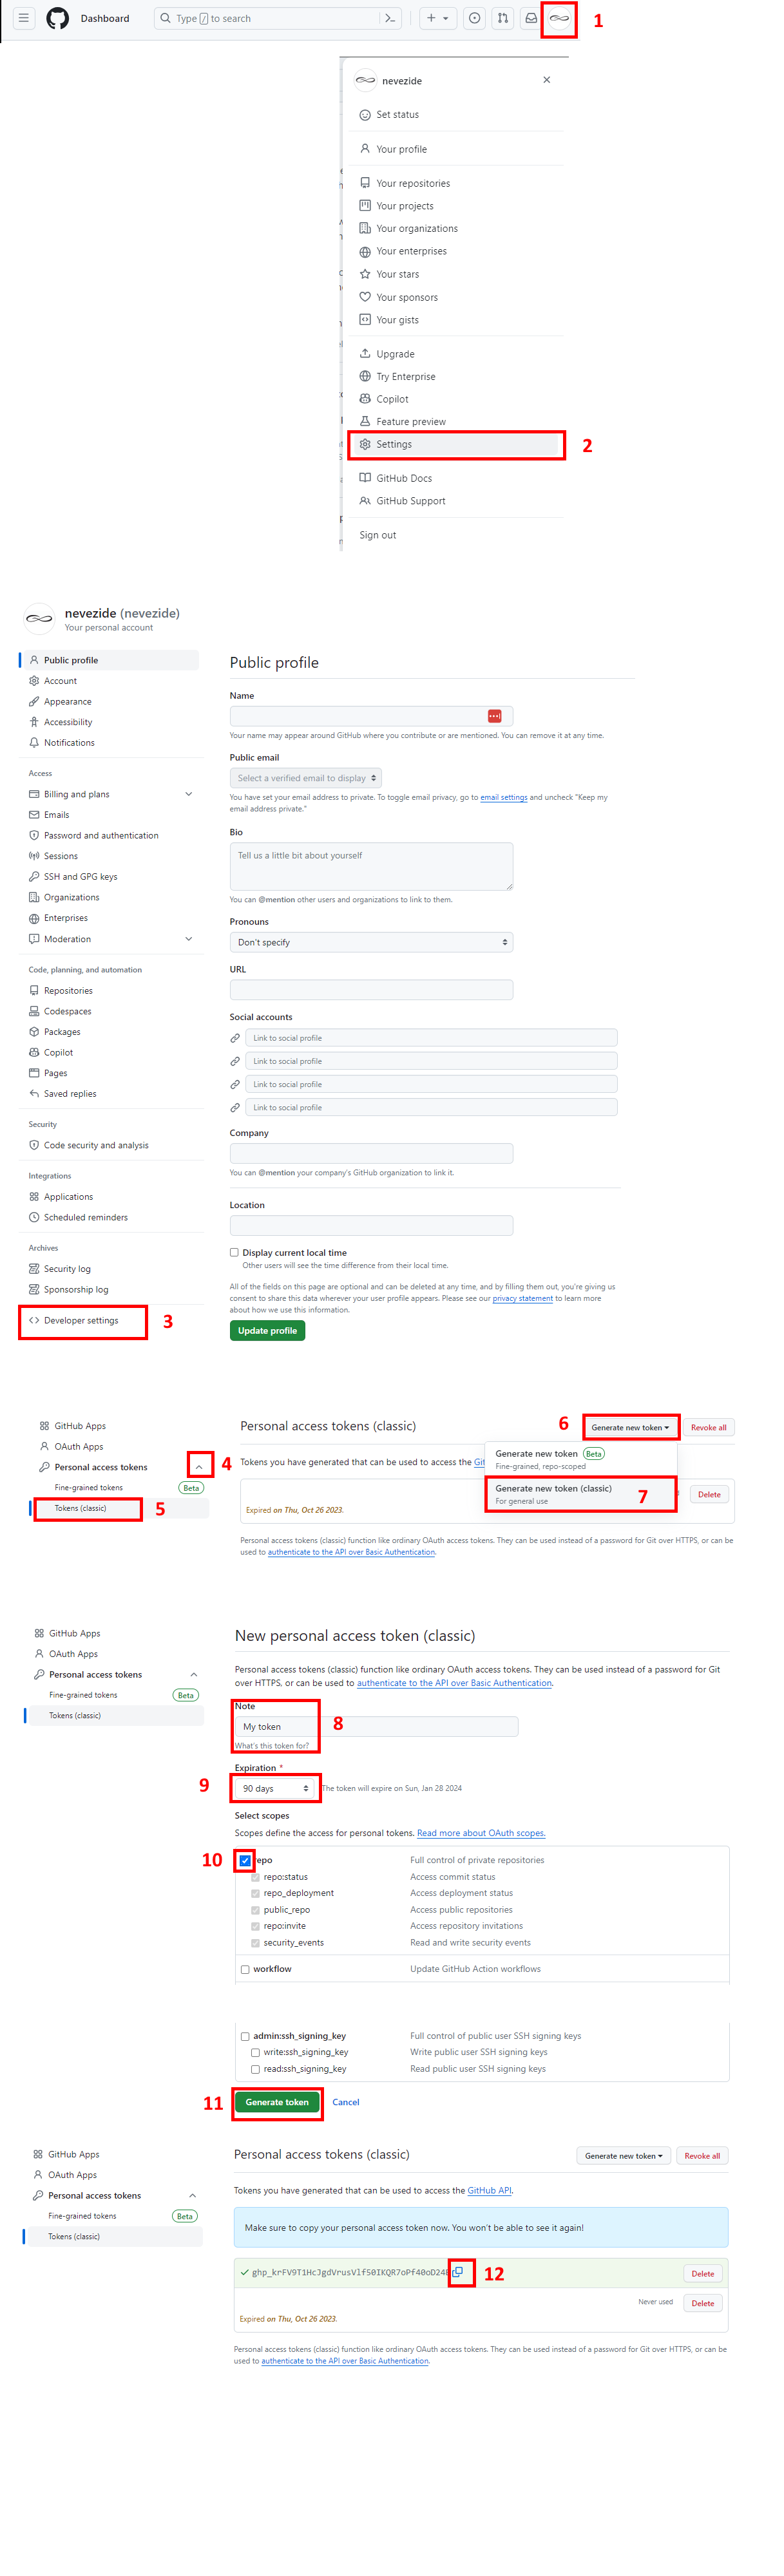 Dashboard
Type / to search
1
nevezide
Set status
Your profile
Your repositories
Your projects
Your organizations
Your enterprises
Your stars
Your sponsors
Your gists
Upgrade
Try Enterprise
Copilot
Feature preview
Settings
2
GitHub Docs
GitHub Support
Sign out
nevezide (nevezide)
Your personal account
Public profile
Account
Appearance
Accessibility
Notifications
Access
Billing and plans
Emails
Password and authentication
Sessions
SSH and GPG keys
Organizations
Enterprises
Moderation
Code, planning, and automation
Repositories
Codespaces
Packages
Copilot
Pages
Saved replies
Security
Code security and analysis
Integrations
Applications
Scheduled reminders
Archives
Security log
Sponsorship log
Developer settings
3
Public profile
Name
Your name may appear around GitHub where you contribute or are mentioned. You can remove it at any time.
Public email
Select a verified email to display
You have set your email address to private. To toggle email privacy, go to email settings and uncheck "Keep my
email address private."
Bio
Tell us a little bit about yourself
You can @mention other users and organizations to link to them.
Pronouns
Don't specify
URL
Social accounts
Link to social profile
Link to social profile
Link to social profile
Link to social profile
Company
You can @mention your company's GitHub organization to link it.
Location
Display current local time
Other users will see the time difference from their local time.
All of the fields on this page are optional and can be deleted at any time, and by filling them out, you're giving us
consent to share this data wherever your user profile appears. Please see our privacy statement to learn more
about how we use this information.
Update profile
GitHub Apps
OAuth Apps
Personal access tokens
4
Fine-grained tokens
Beta
Tokens (classic)
5
Personal access tokens (classic)
6
Generate new token
Revoke all
Tokens you have generated that can be used to access the
Generate new token Beta
Fine-grained, repo-scoped
Generate new token (classic)
For general use
7
Delete
Expired on Thu, Oct 26 2023.
Personal access tokens (classic) function like ordinary OAuth access tokens. They can be used instead of a password for Git over HTTPS, or can be
used to authenticate to the API over Basic Authentication.
GitHub Apps
OAuth Apps
Personal access tokens
Fine-grained tokens
Beta
Tokens (classic)
New personal access token (classic)
Personal access tokens (classic) function like ordinary OAuth access tokens. They can be used instead of a password for Git
over HTTPS, or can be used to authenticate to the API over Basic Authentication.
Note
My token
8
What's this token for?
Expiration *
9
90 days
The token will expire on Sun, Jan 28 2024
Select scopes
Scopes define the access for personal tokens. Read more about OAuth scopes.
10
repo
Full control of private repositories
repo:status
Access commit status
repo_deployment
Access deployment status
public_repo
Access public repositories
repo:invite
Access repository invitations
security_events
Read and write security events
workflow
Update GitHub Action workflows
admin:ssh_signing_key
Full control of public user SSH signing keys
write:ssh_signing_key
Write public user SSH signing keys
read:ssh_signing_key
Read public user SSH signing keys
11
Generate token
Cancel
GitHub Apps
OAuth Apps
Personal access tokens
Fine-grained tokens
Beta
Tokens (classic)
Personal access tokens (classic)
Generate new token
Revoke all
Tokens you have generated that can be used to access the GitHub API.
Make sure to copy your personal access token now. You won't be able to see it again!
12
Delete
Never used
Delete
Expired on Thu, Oct 26 2023.
Personal access tokens (classic) function like ordinary OAuth access tokens. They can be used instead of a password for Git over HTTPS, or can be
used to authenticate to the API over Basic Authentication.